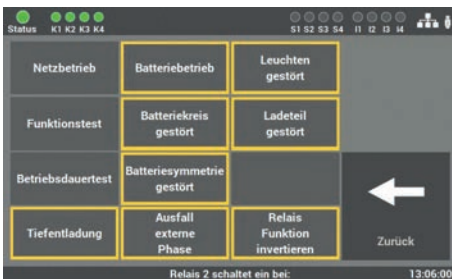 Status K1 K2 K3 K4 S1 S2 S3 S4 I1 I2 I3 I4
Netzbetrieb
Batteriebetrieb
Leuchten
gestört
Funktionstest
Batteriekreis
gestört
Ladeteil
gestört
Betriebsdauertest
Batteriesymmetrie
gestört
Tiefentladung
Ausfall
externe
Phase
Relais
Funktion
invertieren
Zurück
Relais 2 schaltet ein bei: 13:06:00